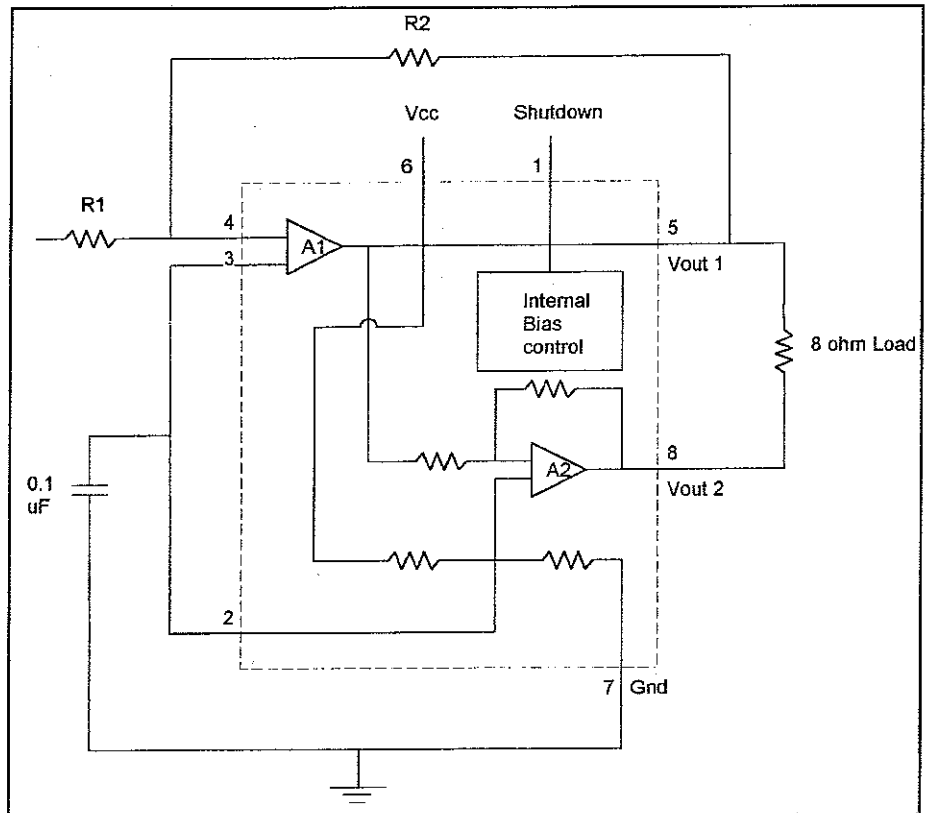 R2
Vcc
Shutdown
6
1
R1
4
A1
5
3
Vout 1
Internal
Bias
control
8 ohm Load
A2
8
Vout 2
0.1
uF
2
7 Gnd